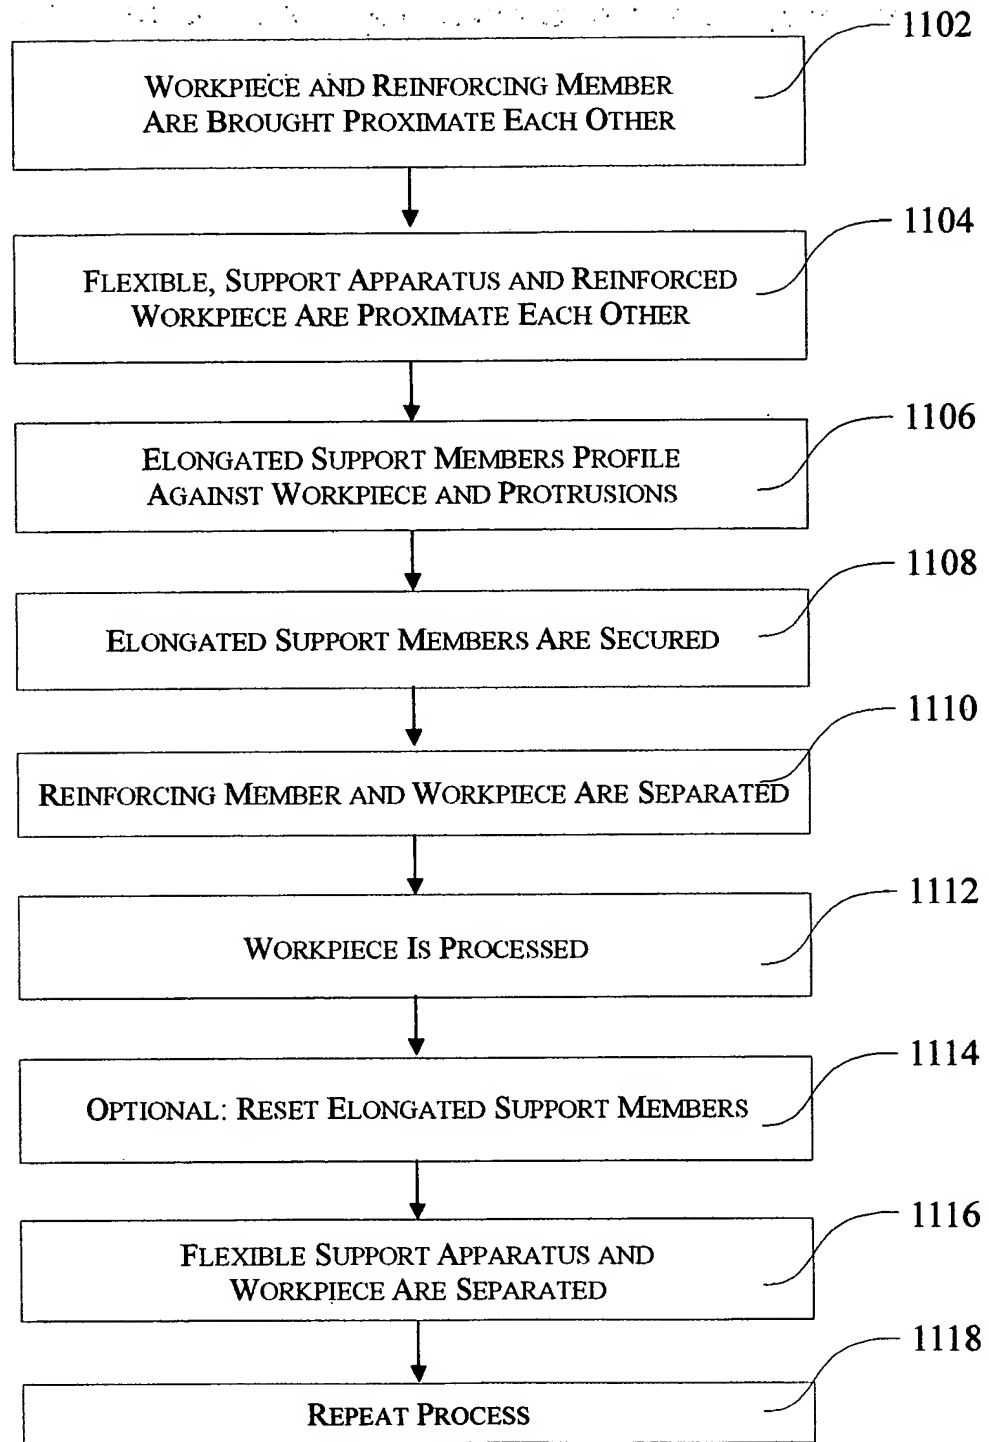 1102
WORKPIECE AND REINFORCING MEMBER
ARE BROUGHT PROXIMATE EACH OTHER
1104
FLEXIBLE, SUPPORT APPARATUS AND REINFORCED
WORKPIECE ARE PROXIMATE EACH OTHER
1106
ELONGATED SUPPORT MEMBERS PROFILE
AGAINST WORKPIECE AND PROTRUSIONS
1108
ELONGATED SUPPORT MEMBERS ARE SECURED
1110
REINFORCING MEMBER AND WORKPIECE ARE SEPARATED
1112
WORKPIECE IS PROCESSED
1114
OPTIONAL: RESET ELONGATED SUPPORT MEMBERS
1116
FLEXIBLE SUPPORT APPARATUS AND
WORKPIECE ARE SEPARATED
1118
REPEAT PROCESS